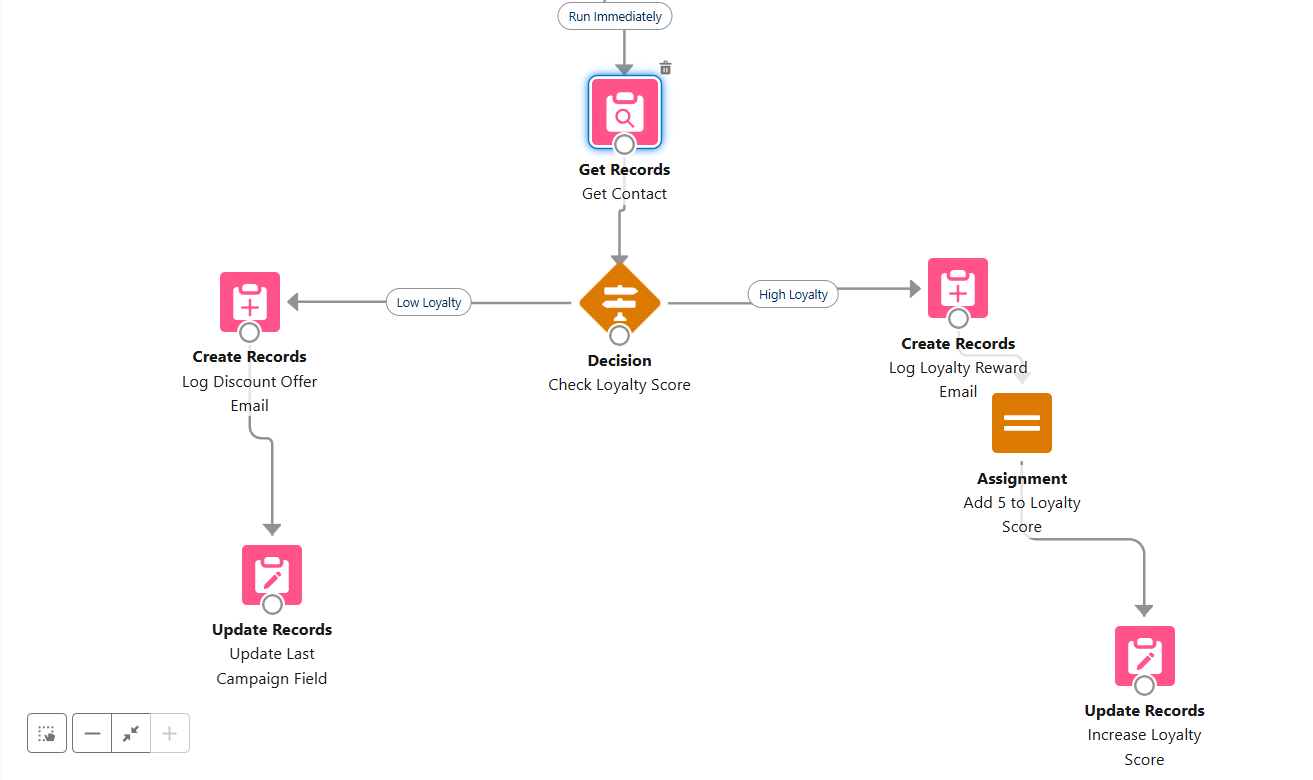 Run Immediately
Get Records
Get Contact
Low Loyalty
High Loyalty
Create Records
Log Discount Offer
Email
Decision
Check Loyalty Score
Create Records
Log Loyalty Reward
Email
Assignment
Add 5 to Loyalty
Score
Update Records
Update Last
Campaign Field
Update Records
Increase Loyalty
Score